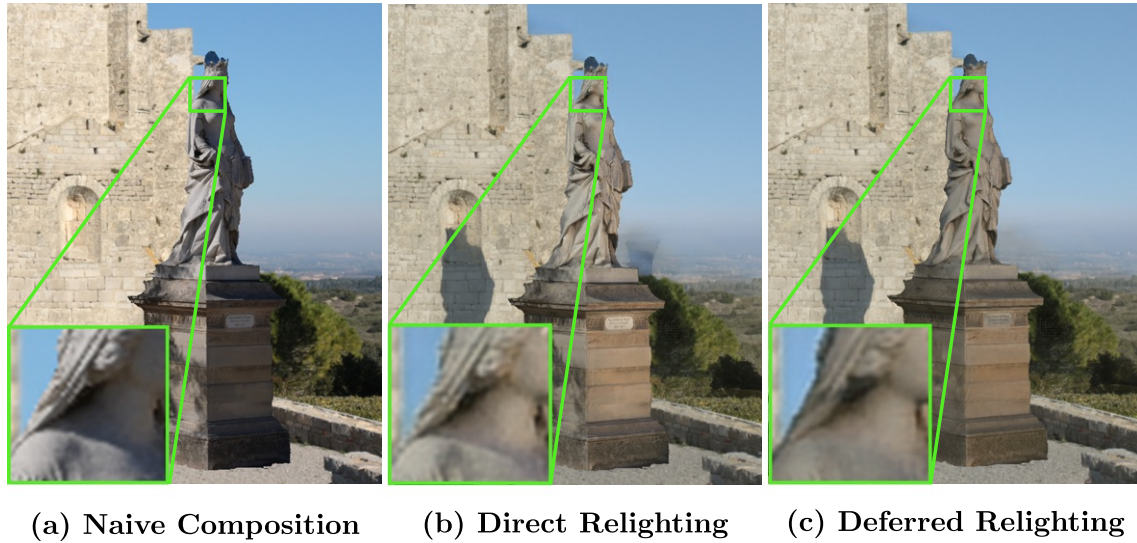 (a) Naive Composition
(b) Direct Relighting
(c) Deferred Relighting